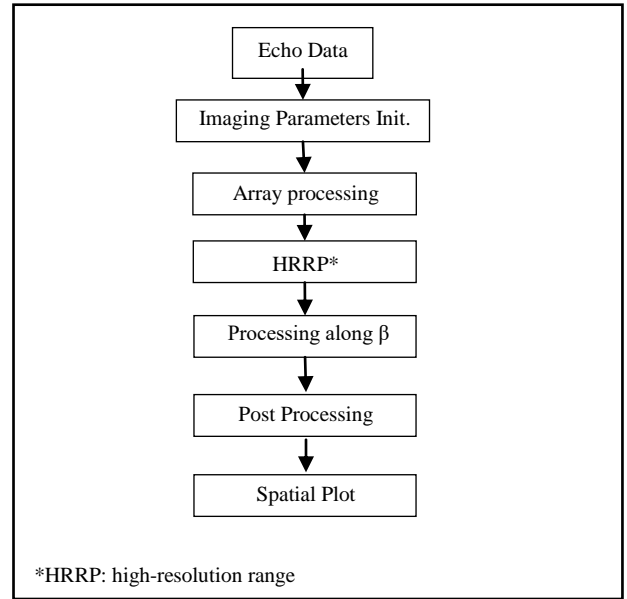 Echo Data
Imaging Parameters Init.
Array processing
HRRP*
Processing along β
Post Processing
Spatial Plot
*HRRP: high-resolution range